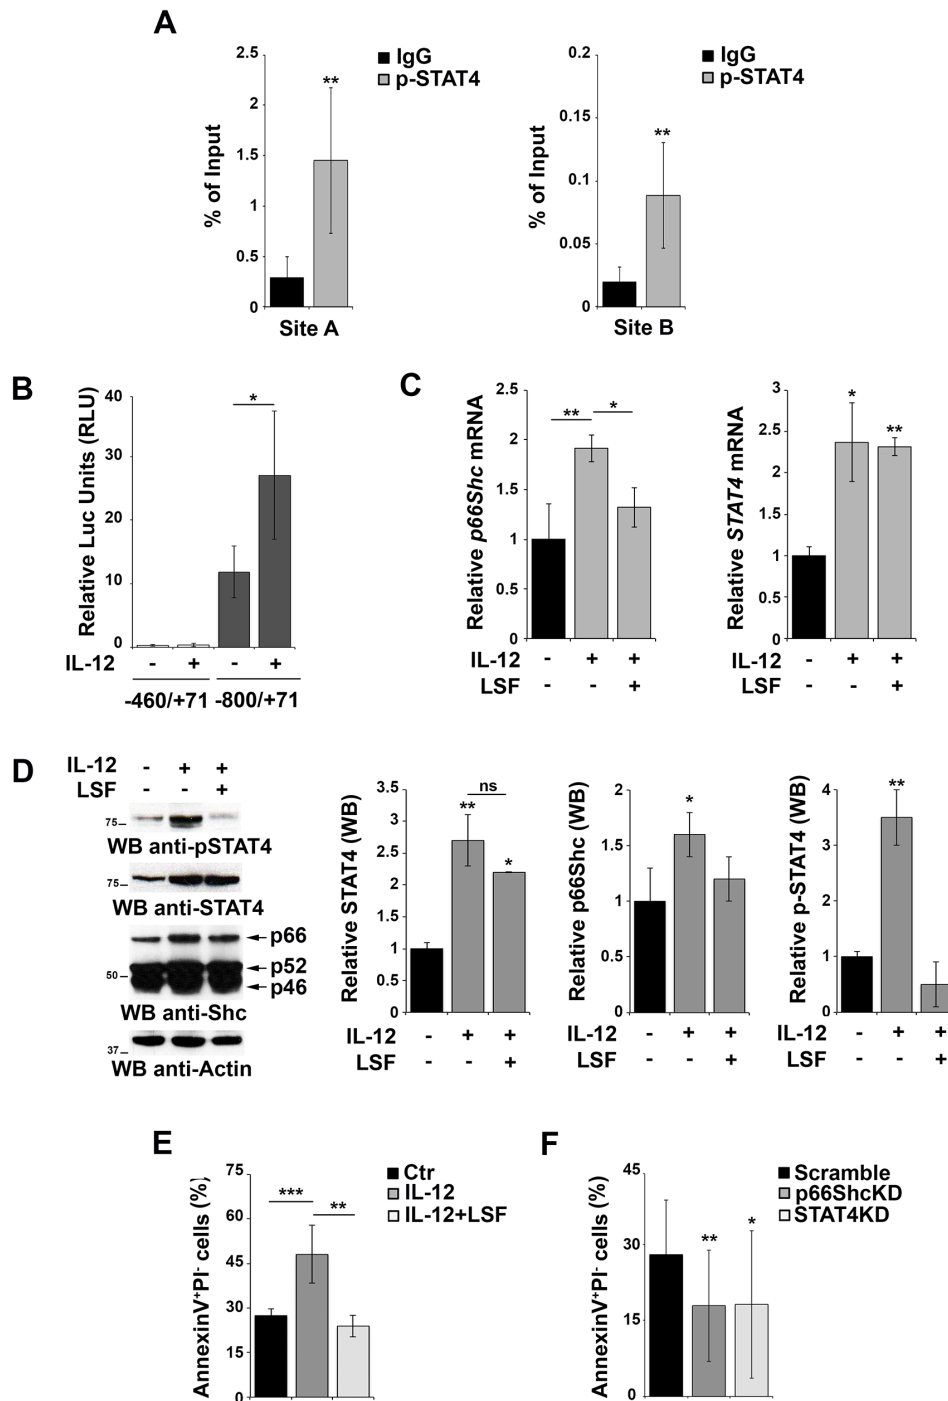 A
IgG
p-STAT4
2.5
2
1.5
1
0.5
0
% of Input
**
Site A
IgG
p-STAT4
0.2
0.15
0.1
0.05
0
% of Input
**
Site B
B
Relative Luc Units (RLU)
40
30
20
10
0
*
IL-12 - + - +
-460/+71 -800/+71
C
Relative p66Shc mRNA
2.5
2
1.5
1
0.5
0
** *
IL-12 - + +
LSF - - +
Relative STAT4 mRNA
3
2.5
2
1.5
1
0.5
0
* **
IL-12 - + +
LSF - - +
D
IL-12 - + +
LSF - - +
75
WB anti-pSTAT4
75
WB anti-STAT4
p66
p52
50
p46
WB anti-Shc
37
WB anti-Actin
Relative STAT4 (WB)
3.5
3
2.5
2
1.5
1
0.5
0
ns
** *
IL-12 - + +
LSF - - +
Relative p66Shc (WB)
2
1.5
1
0.5
0
*
IL-12 - + +
LSF - - +
Relative p-STAT4 (WB)
4
3
2
1
0
**
IL-12 - + +
LSF - - +
E
Ctr
IL-12
IL-12+LSF
AnnexinV+PI- cells (%)
75
60
45
30
15
0
*** **
F
Scramble
p66ShcKD
STAT4KD
AnnexinV+PI- cells (%)
45
30
15
0
** *